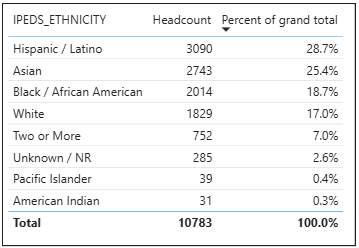 IPEDS_ETHNICITY Headcount Percent of grand total
Hispanic / Latino 3090 28.7%
Asian 2743 25.4%
Black / African American 2014 18.7%
White 1829 17.0%
Two or More 752 7.0%
Unknown / NR 285 2.6%
Pacific Islander 39 0.4%
American Indian 31 0.3%
Total 10783 100.0%